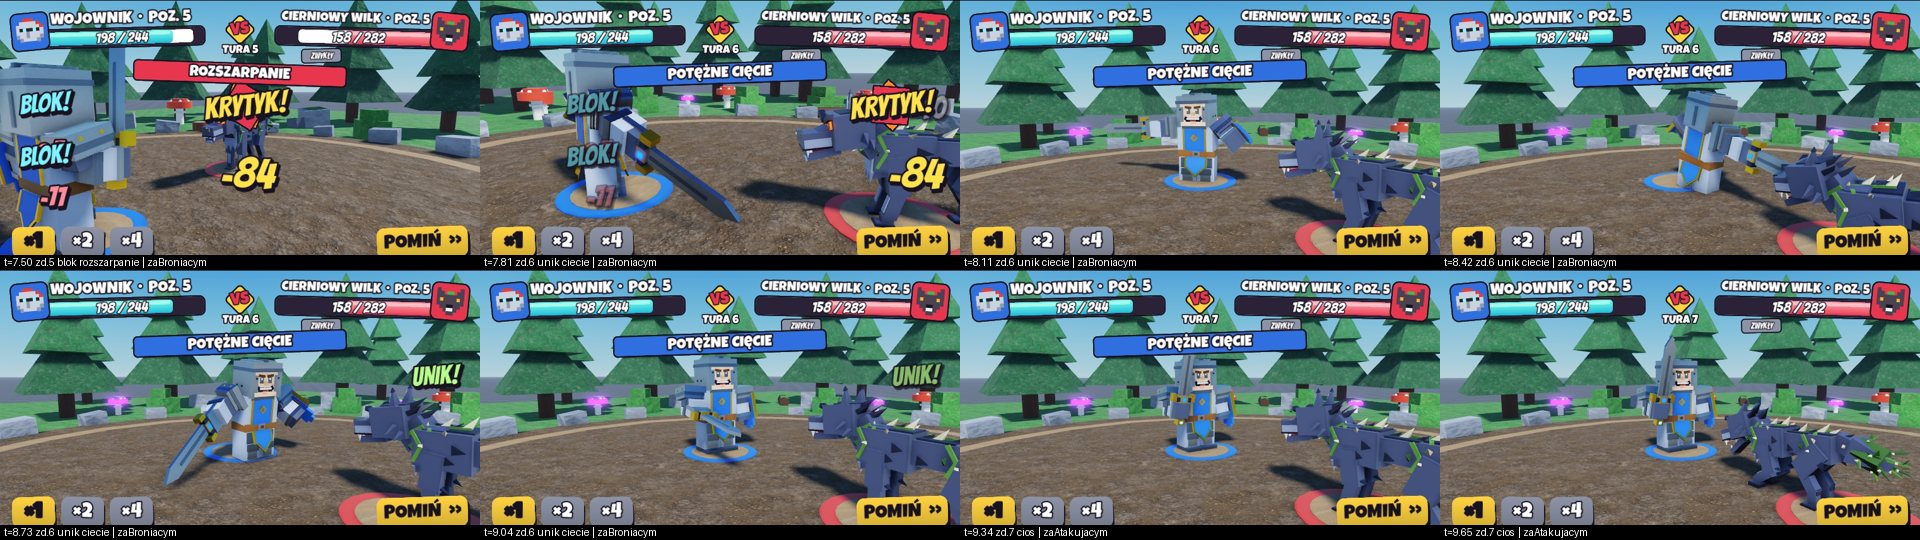 WOJOWNIK • POZ. 5
198/244
VS
TURA 5
CIERNIOWY WILK • POZ. 5
158/282
ZWYKŁY
ROZSZARPANIE
BLOK!
BLOK!
-11
KRYTYK!
-84
×1
×2
×4
POMIŃ »
t=7.50 zd.5 blok rozszarpanie | zaBroniacym
WOJOWNIK • POZ. 5
198/244
VS
TURA 6
CIERNIOWY WILK • POZ. 5
158/282
ZWYKŁY
POTĘŻNE CIĘCIE
BLOK!
BLOK!
-11
KRYTYK!
-84
×1
×2
×4
POMIŃ »
t=7.81 zd.6 unik ciecie | zaBroniacym
WOJOWNIK • POZ. 5
198/244
VS
TURA 6
CIERNIOWY WILK • POZ. 5
158/282
ZWYKŁY
POTĘŻNE CIĘCIE
×1
×2
×4
POMIŃ »
t=8.11 zd.6 unik ciecie | zaBroniacym
WOJOWNIK • POZ. 5
198/244
VS
TURA 6
CIERNIOWY WILK • POZ. 5
158/282
ZWYKŁY
POTĘŻNE CIĘCIE
×1
×2
×4
POMIŃ »
t=8.42 zd.6 unik ciecie | zaBroniacym
WOJOWNIK • POZ. 5
198/244
VS
TURA 6
CIERNIOWY WILK • POZ. 5
158/282
ZWYKŁY
POTĘŻNE CIĘCIE
UNIK!
×1
×2
×4
POMIŃ »
t=8.73 zd.6 unik ciecie | zaBroniacym
WOJOWNIK • POZ. 5
198/244
VS
TURA 6
CIERNIOWY WILK • POZ. 5
158/282
ZWYKŁY
POTĘŻNE CIĘCIE
UNIK!
×1
×2
×4
POMIŃ »
t=9.04 zd.6 unik ciecie | zaBroniacym
WOJOWNIK • POZ. 5
198/244
VS
TURA 7
CIERNIOWY WILK • POZ. 5
158/282
ZWYKŁY
POTĘŻNE CIĘCIE
×1
×2
×4
POMIŃ »
t=9.34 zd.7 cios | zaAtakujacym
WOJOWNIK • POZ. 5
198/244
VS
TURA 7
CIERNIOWY WILK • POZ. 5
158/282
ZWYKŁY
×1
×2
×4
POMIŃ »
t=9.65 zd.7 cios | zaAtakujacym